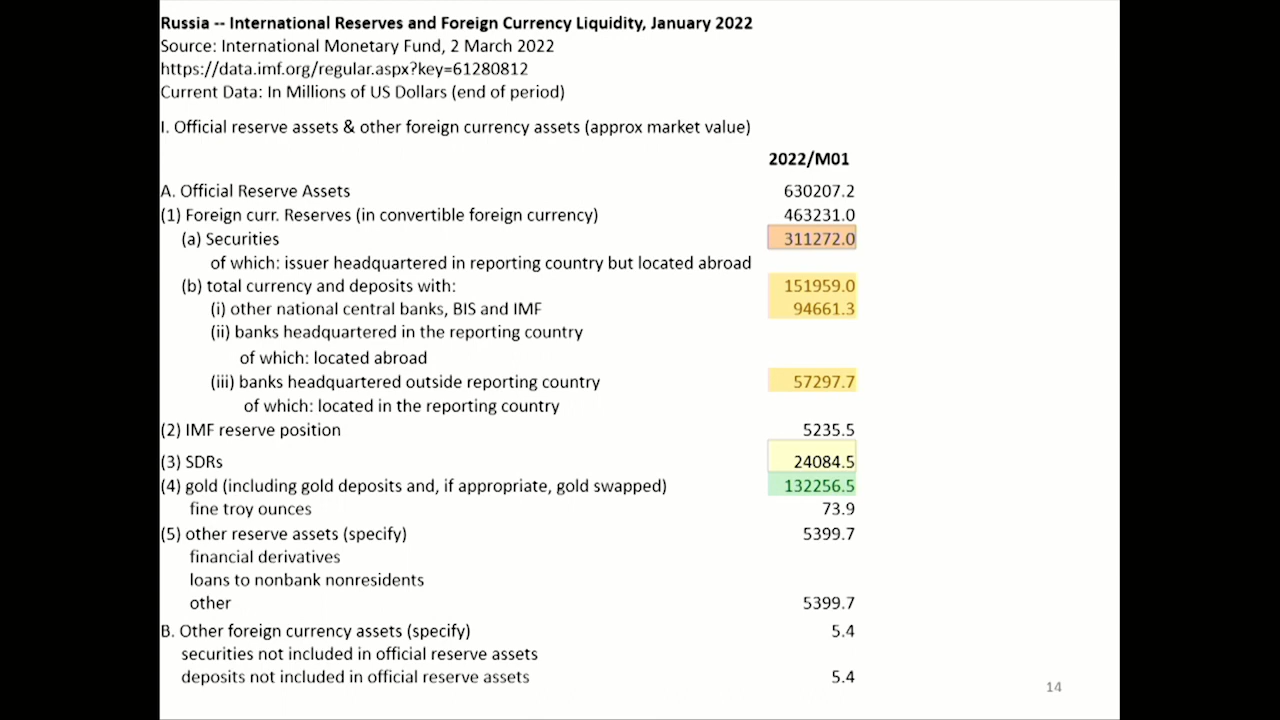 Russia -- International Reserves and Foreign Currency Liquidity, January 2022
Source: International Monetary Fund, 2 March 2022
https://data.imf.org/regular.aspx?key=61280812
Current Data: In Millions of US Dollars (end of period)
I. Official reserve assets & other foreign currency assets (approx market value)
2022/M01
A. Official Reserve Assets 630207.2
(1) Foreign curr. Reserves (in convertible foreign currency) 463231.0
(a) Securities 311272.0
of which: issuer headquartered in reporting country but located abroad
(b) total currency and deposits with: 151959.0
(i) other national central banks, BIS and IMF 94661.3
(ii) banks headquartered in the reporting country
of which: located abroad
(iii) banks headquartered outside reporting country 57297.7
of which: located in the reporting country
(2) IMF reserve position 5235.5
(3) SDRs 24084.5
(4) gold (including gold deposits and, if appropriate, gold swapped) 132256.5
fine troy ounces 73.9
(5) other reserve assets (specify) 5399.7
financial derivatives
loans to nonbank nonresidents
other 5399.7
B. Other foreign currency assets (specify) 5.4
securities not included in official reserve assets
deposits not included in official reserve assets 5.4
14